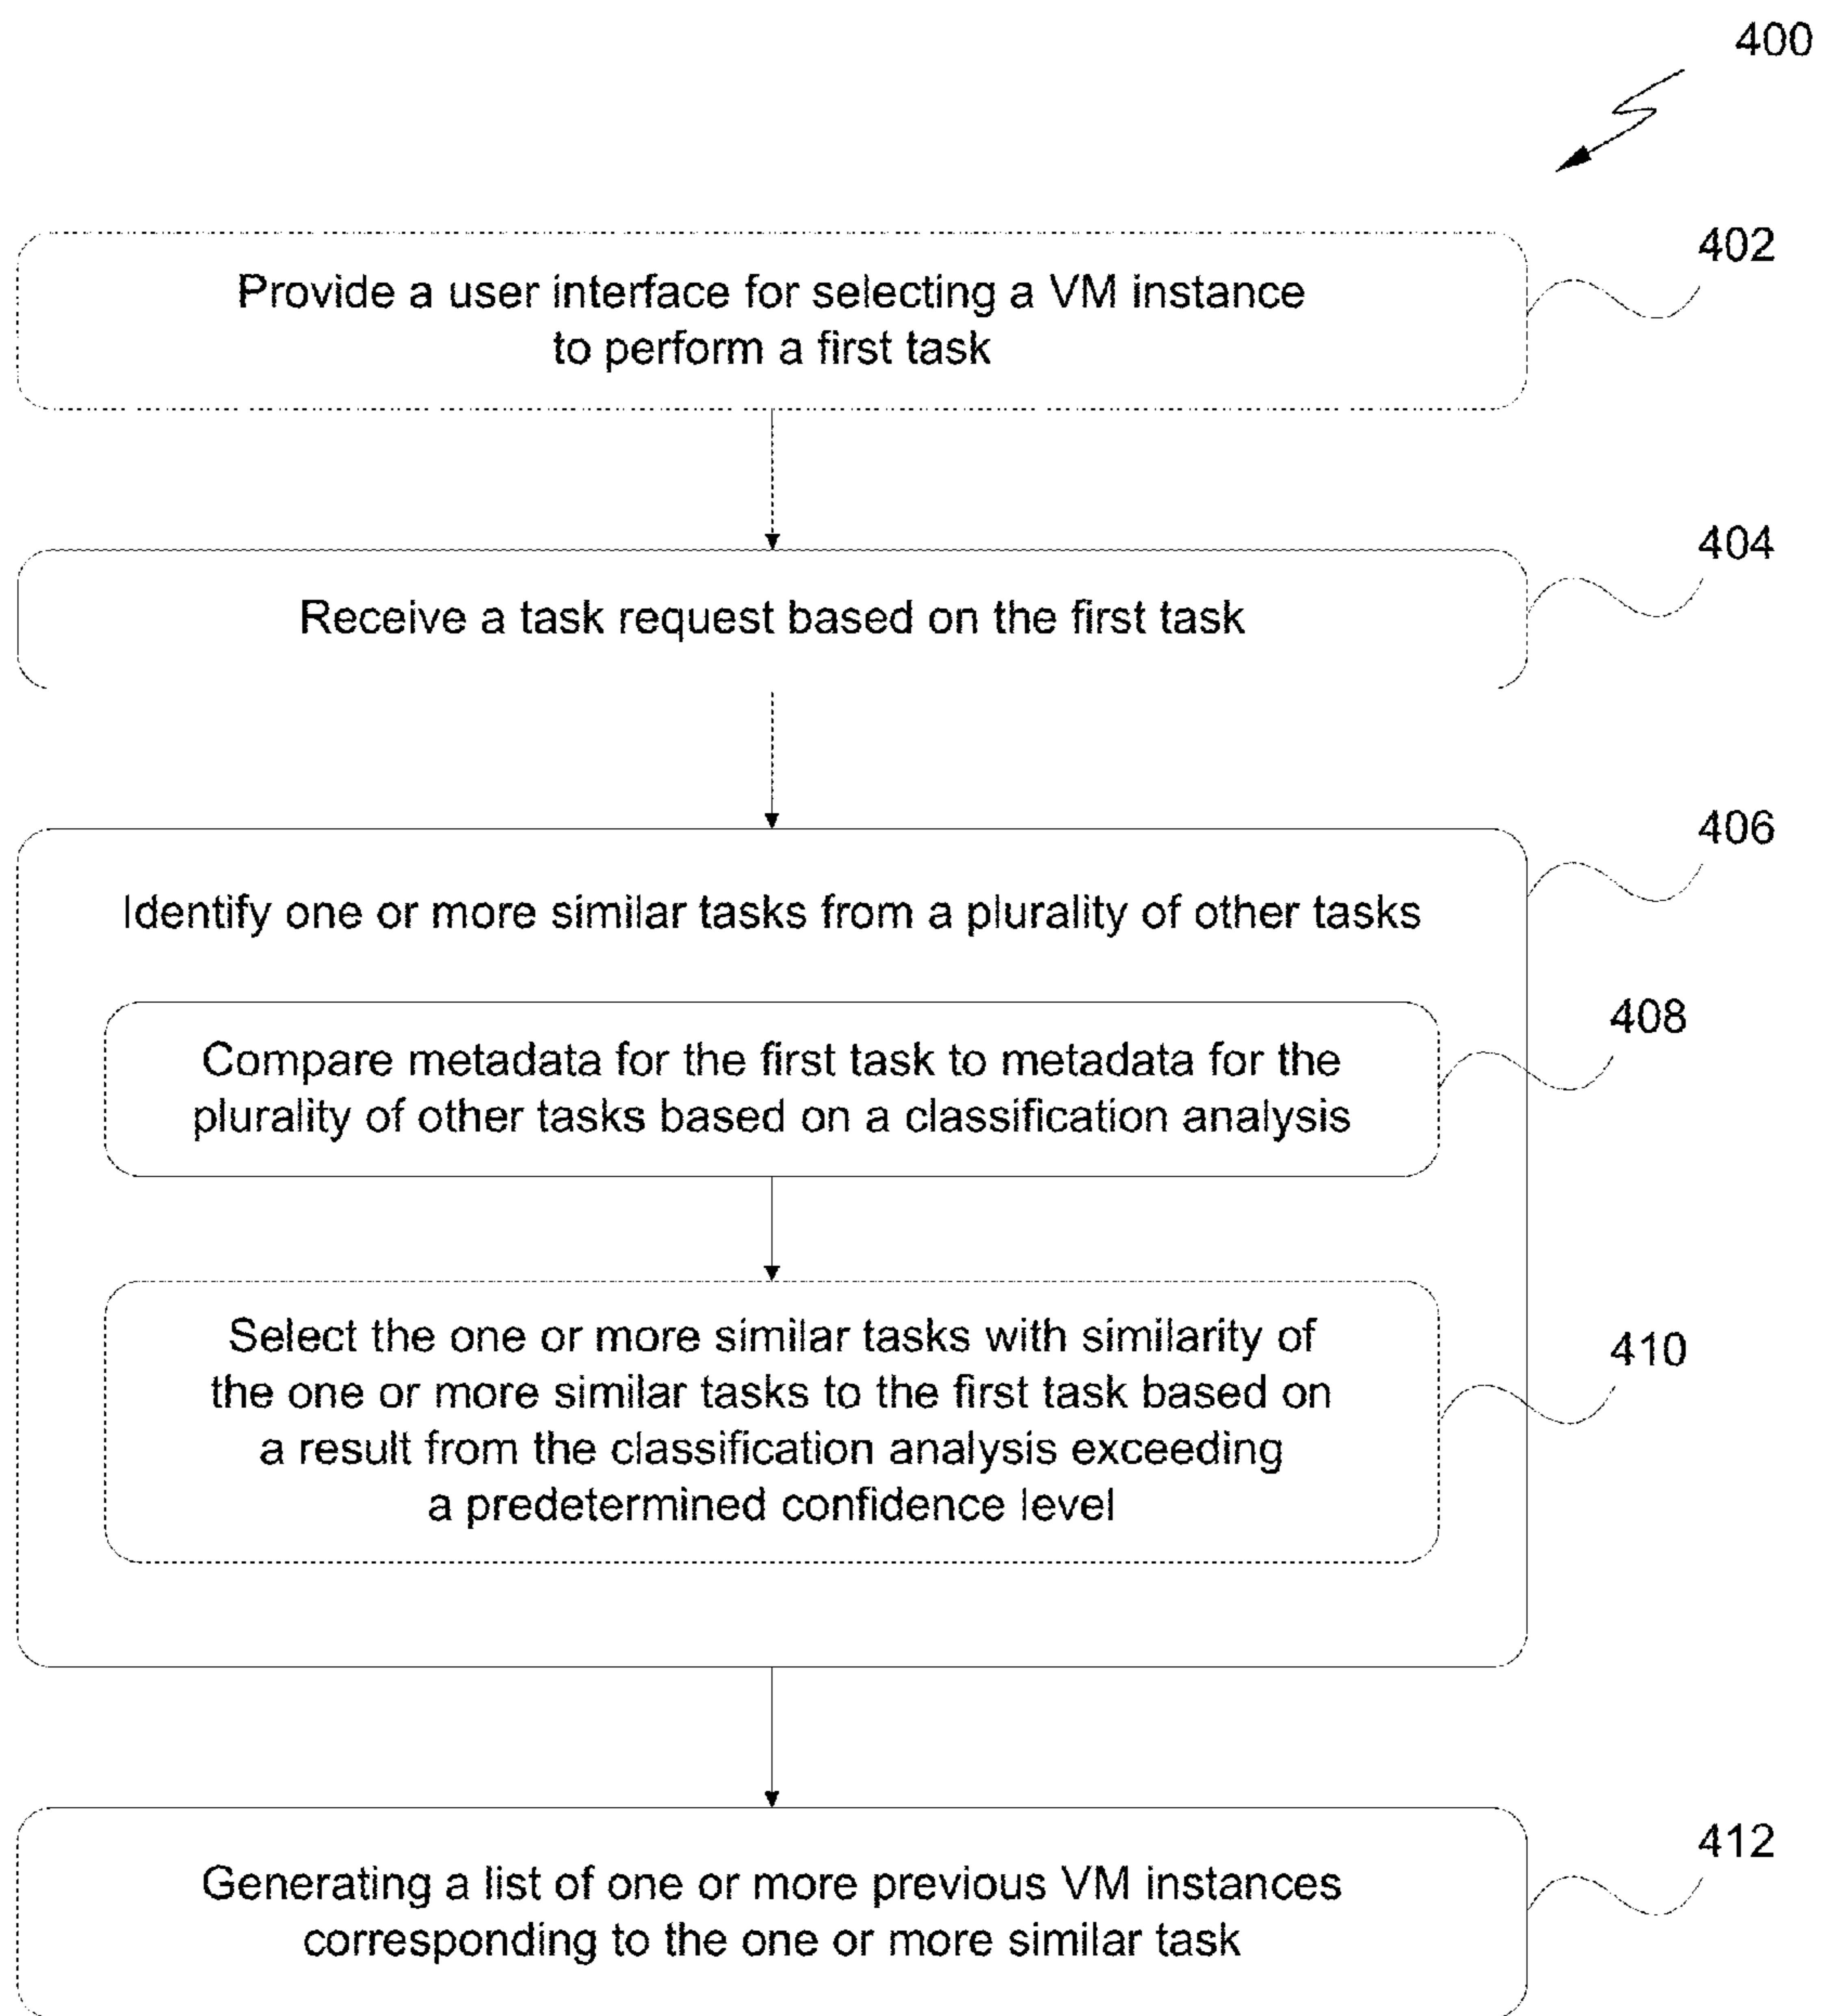 400
402
Provide a user interface for selecting a VM instance
to perform a first task
404
Receive a task request based on the first task
406
Identify one or more similar tasks from a plurality of other tasks
408
Compare metadata for the first task to metadata for the
plurality of other tasks based on a classification analysis
410
Select the one or more similar tasks with similarity of
the one or more similar tasks to the first task based on
a result from the classification analysis exceeding
a predetermined confidence level
412
Generating a list of one or more previous VM instances
corresponding to the one or more similar task